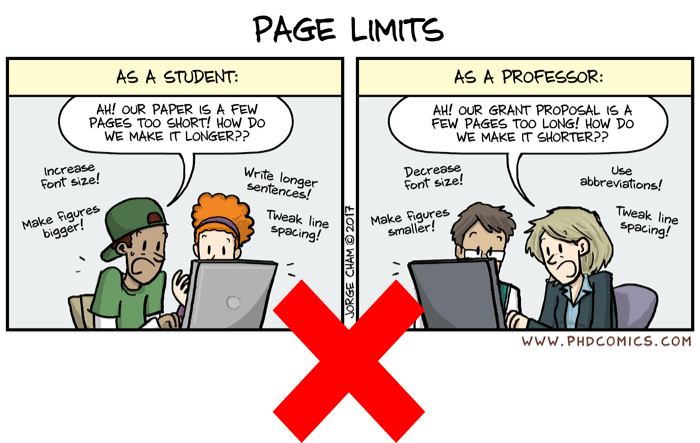 PAGE LIMITS
AS A STUDENT:
AH! OUR PAPER IS A FEW
PAGES TOO SHORT! HOW DO
WE MAKE IT LONGER??
Increase
font size!
Write longer
sentences!
Make figures
bigger!
Tweak line
spacing!
JORGE CHAM © 2017
AS A PROFESSOR:
AH! OUR GRANT PROPOSAL IS A
FEW PAGES TOO LONG! HOW DO
WE MAKE IT SHORTER??
Decrease
font size!
Use
abbreviations!
Make figures
smaller!
Tweak line
spacing!
WWW.PHDCOMICS.COM